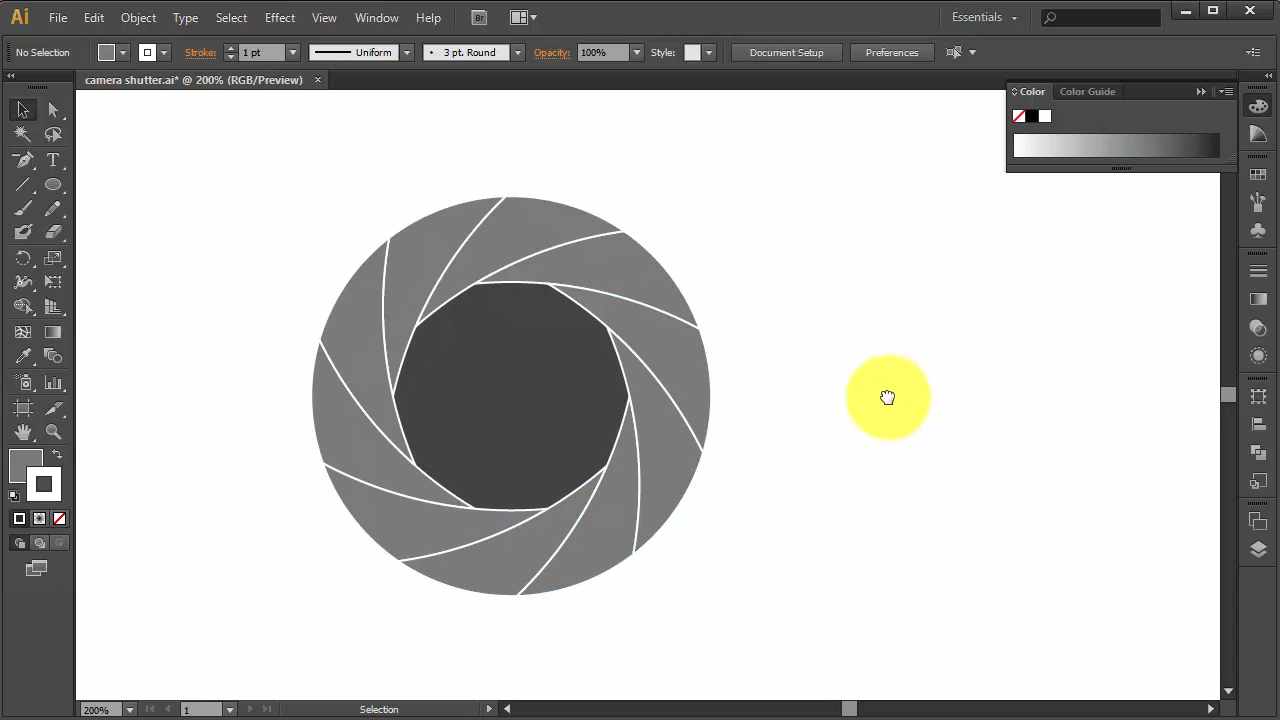 Ai File Edit Object Type Select Effect View Window Help Br Essentials
No Selection Stroke: 1 pt Uniform 3 pt. Round Opacity: 100% Style: Document Setup Preferences
camera shutter.ai* @ 200% (RGB/Preview) ×
Color Color Guide
T
200% 1 Selection